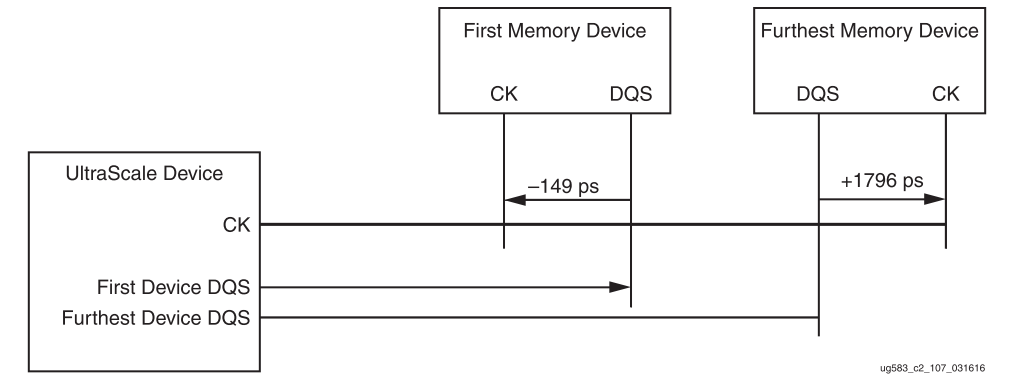 First Memory Device
Furthest Memory Device
CK
DQS
DQS
CK
UltraScale Device
–149 ps
+1796 ps
CK
First Device DQS
Furthest Device DQS
ug583_c2_107_031616